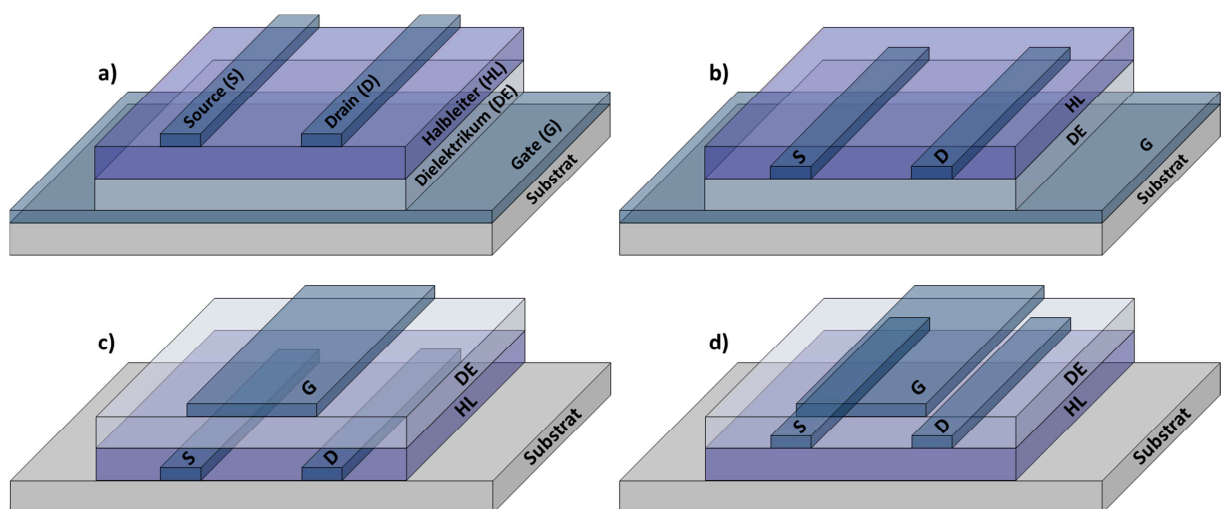 a)
Source (S)
Drain (D)
Halbleiter (HL)
Dielektrikum (DE)
Gate (G)
Substrat
b)
S
D
HL
DE
G
Substrat
c)
G
S
D
DE
HL
Substrat
d)
G
S
D
DE
HL
Substrat